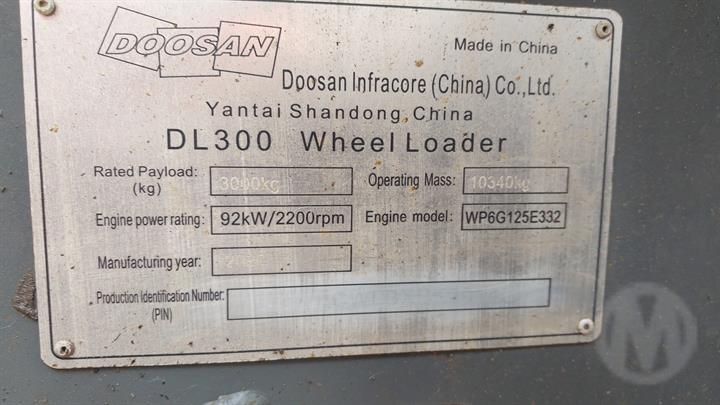 DOOSAN
Made in China
Doosan Infracore (China) Co.,Ltd.
Yantai Shandong,China
DL300 Wheel Loader
Rated Payload: (kg) 3000kg Operating Mass: 10340kg
Engine power rating: 92kW/2200rpm Engine model: WP6G125E332
Manufacturing year:
Production Identification Number: (PIN)
M